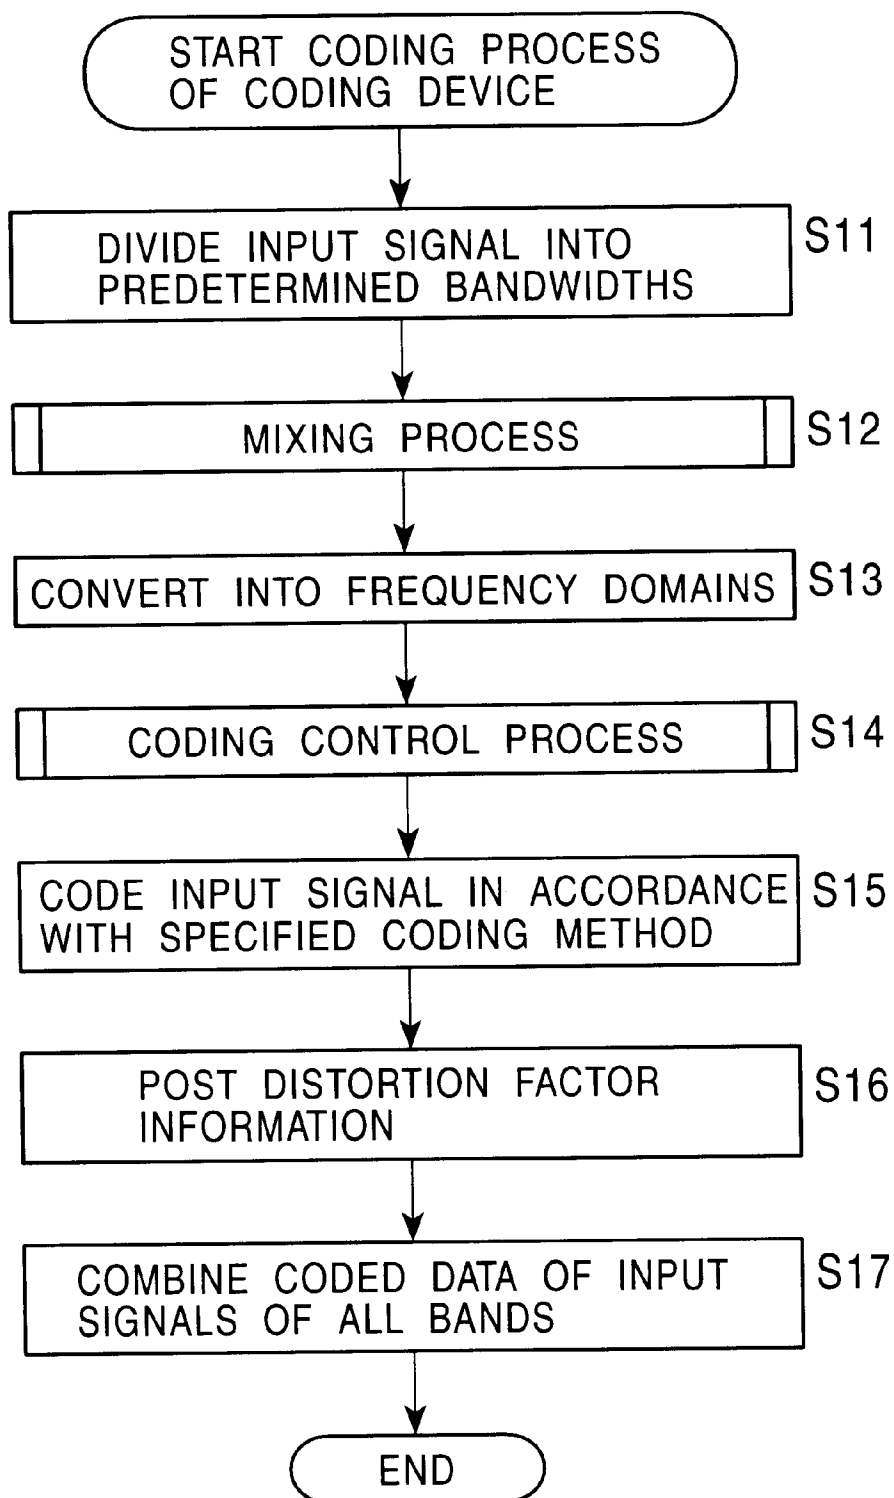 START CODING PROCESS
OF CODING DEVICE
DIVIDE INPUT SIGNAL INTO
PREDETERMINED BANDWIDTHS
S11
MIXING PROCESS
S12
CONVERT INTO FREQUENCY DOMAINS
S13
CODING CONTROL PROCESS
S14
CODE INPUT SIGNAL IN ACCORDANCE
WITH SPECIFIED CODING METHOD
S15
POST DISTORTION FACTOR
INFORMATION
S16
COMBINE CODED DATA OF INPUT
SIGNALS OF ALL BANDS
S17
END